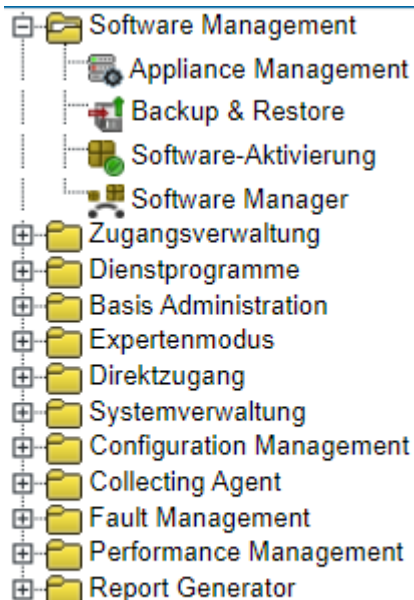 Software Management
Appliance Management
Backup & Restore
Software-Aktivierung
Software Manager
Zugangsverwaltung
Dienstprogramme
Basis Administration
Expertenmodus
Direktzugang
Systemverwaltung
Configuration Management
Collecting Agent
Fault Management
Performance Management
Report Generator